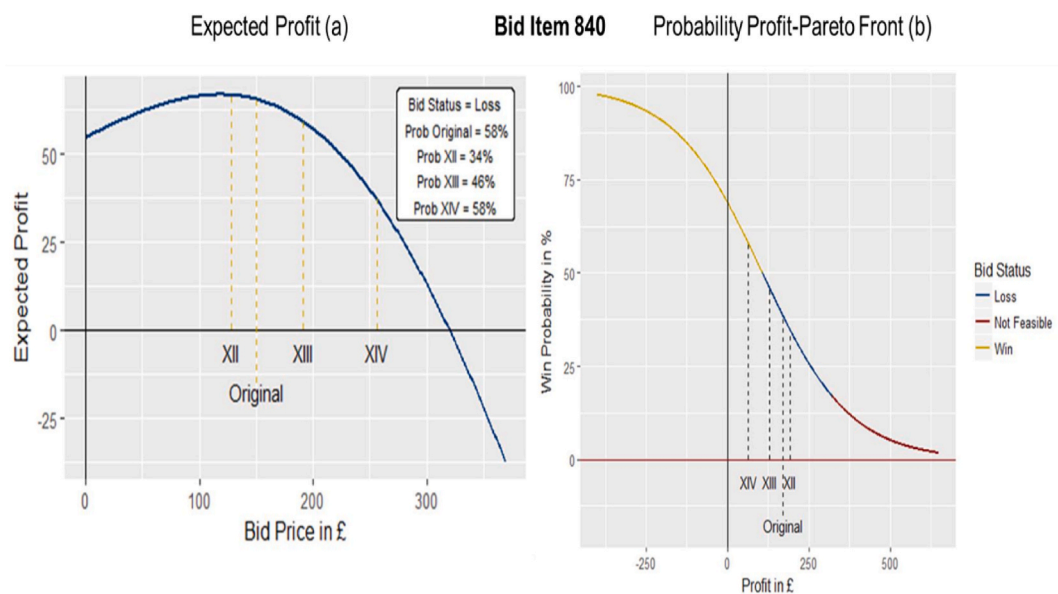 Expected Profit (a)
Bid Item 840
Probability Profit-Pareto Front (b)
Expected Profit
50
25
0
-25
Bid Status = Loss
Prob Original = 58%
Prob XII = 34%
Prob XIII = 46%
Prob XIV = 58%
XII
XIII
XIV
Original
0
100
200
300
Bid Price in £
Win Probability in %
100
75
50
25
0
XIV
XIII
XII
Original
-250
0
250
500
Profit in £
Bid Status
Loss
Not Feasible
Win